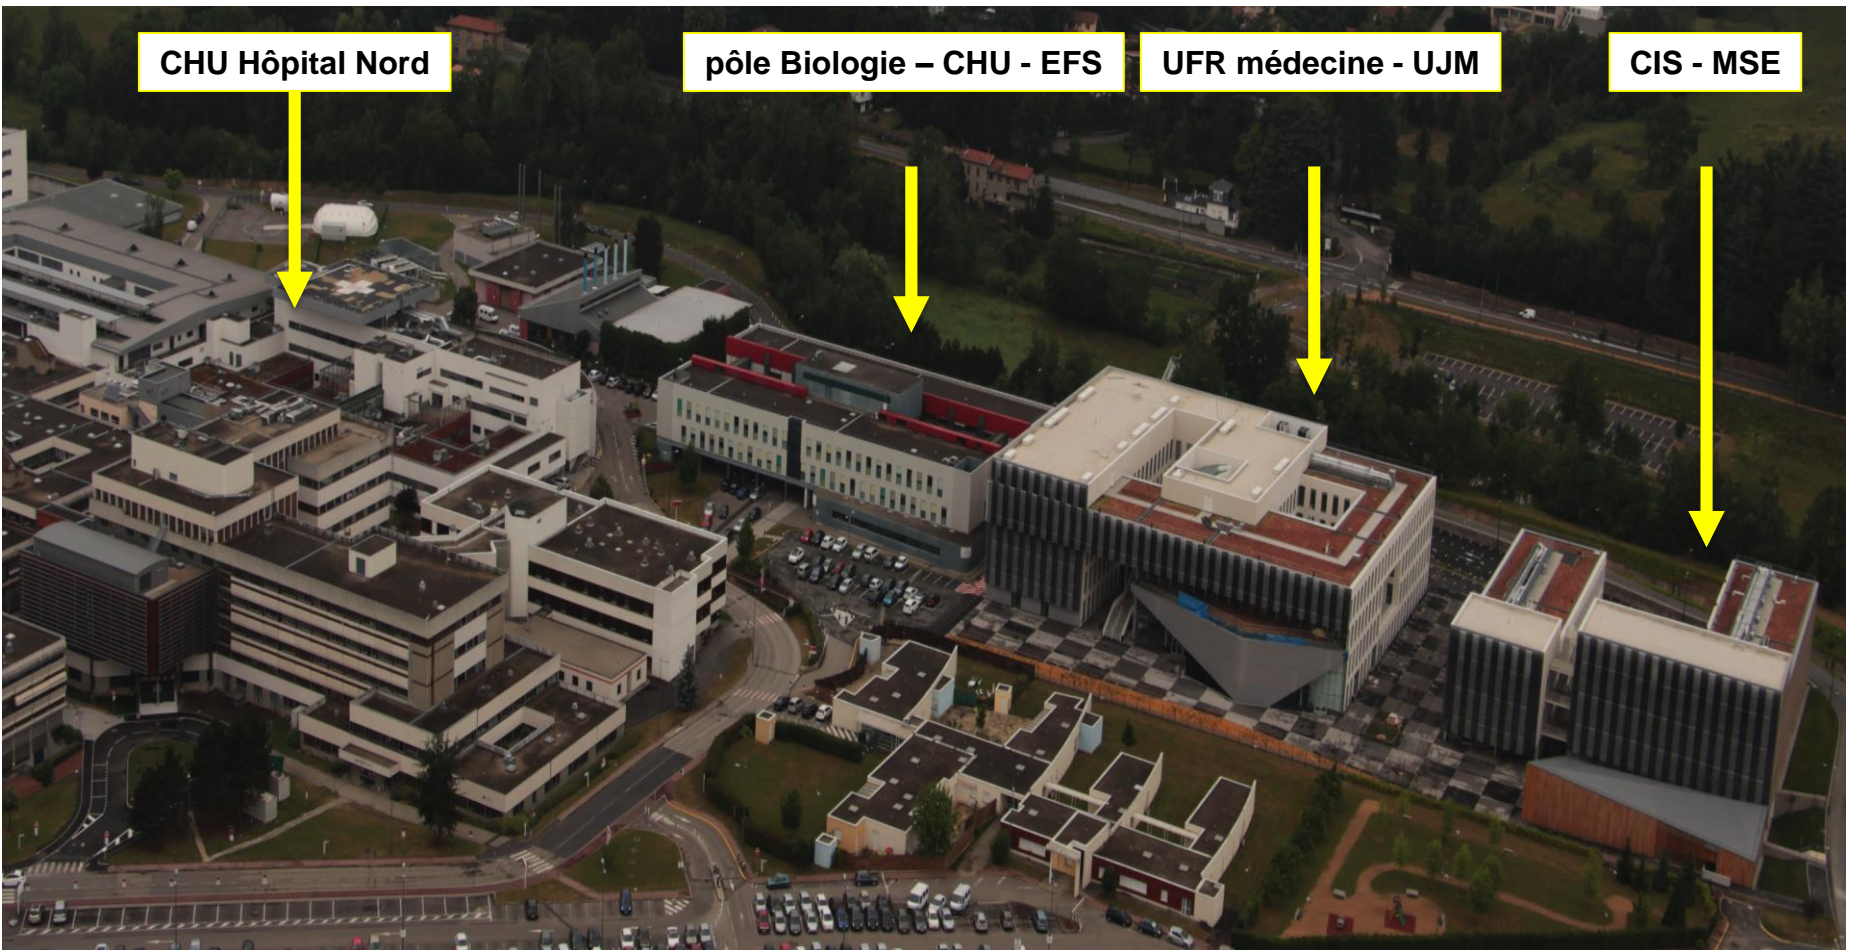 CHU Hôpital Nord
pôle Biologie – CHU - EFS
UFR médecine - UJM
CIS - MSE